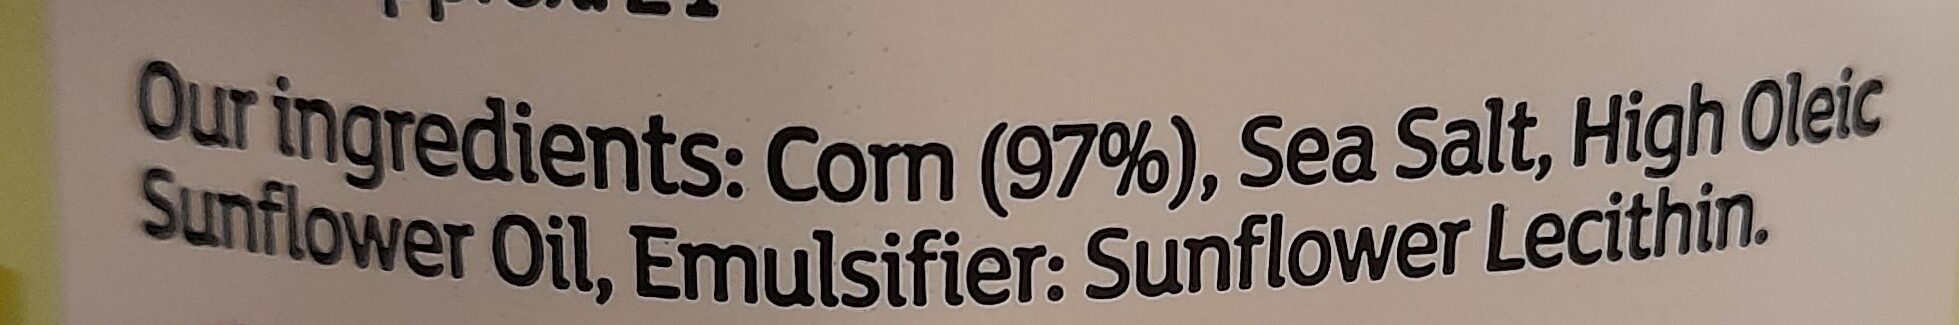 Our ingredients: Corn (97%), Sea Salt, High Oleic
Sunflower Oil, Emulsifier: Sunflower Lecithin.